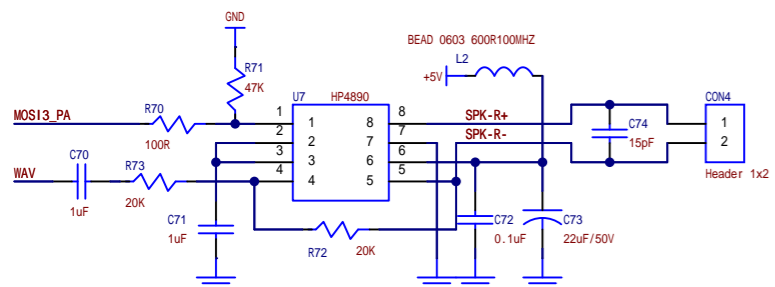 GND
BEAD 0603 600R100MHZ
L2
+5V
R71
47K
U7
HP4890
CON4
MOSI3_PA
R70
100R
1
2
3
4
1
2
3
4
8
7
6
5
8
7
6
5
SPK-R+
SPK-R-
C74
15pF
1
2
Header 1x2
WAV
C70
1uF
R73
20K
C71
1uF
R72
20K
C72
0.1uF
C73
22uF/50V